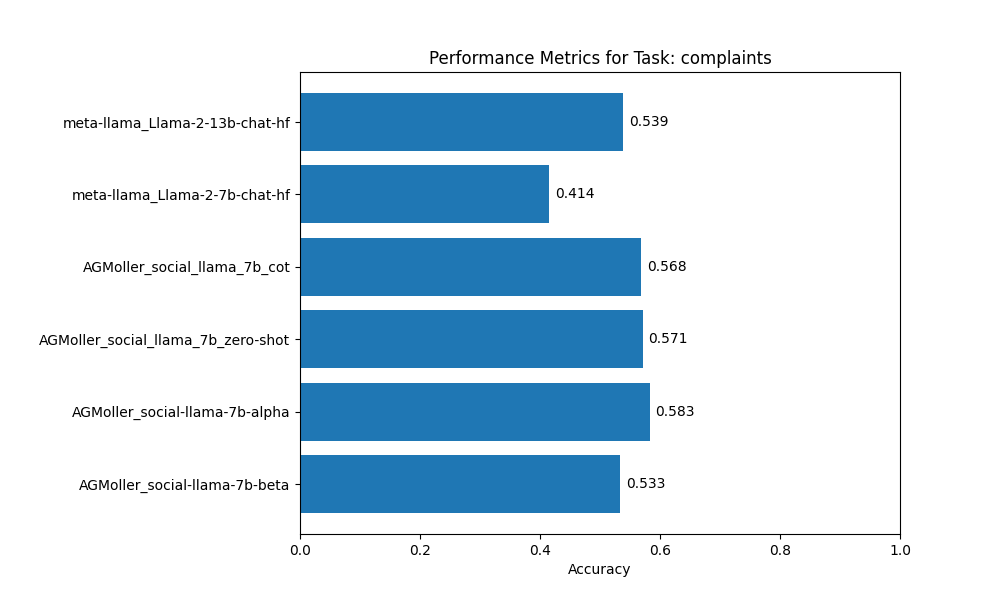 Performance Metrics for Task: complaints
meta-llama_Llama-2-13b-chat-hf
0.539
meta-llama_Llama-2-7b-chat-hf
0.414
AGMoller_social_llama_7b_cot
0.568
AGMoller_social_llama_7b_zero-shot
0.571
AGMoller_social-llama-7b-alpha
0.583
AGMoller_social-llama-7b-beta
0.533
0.0 0.2 0.4 0.6 0.8 1.0
Accuracy